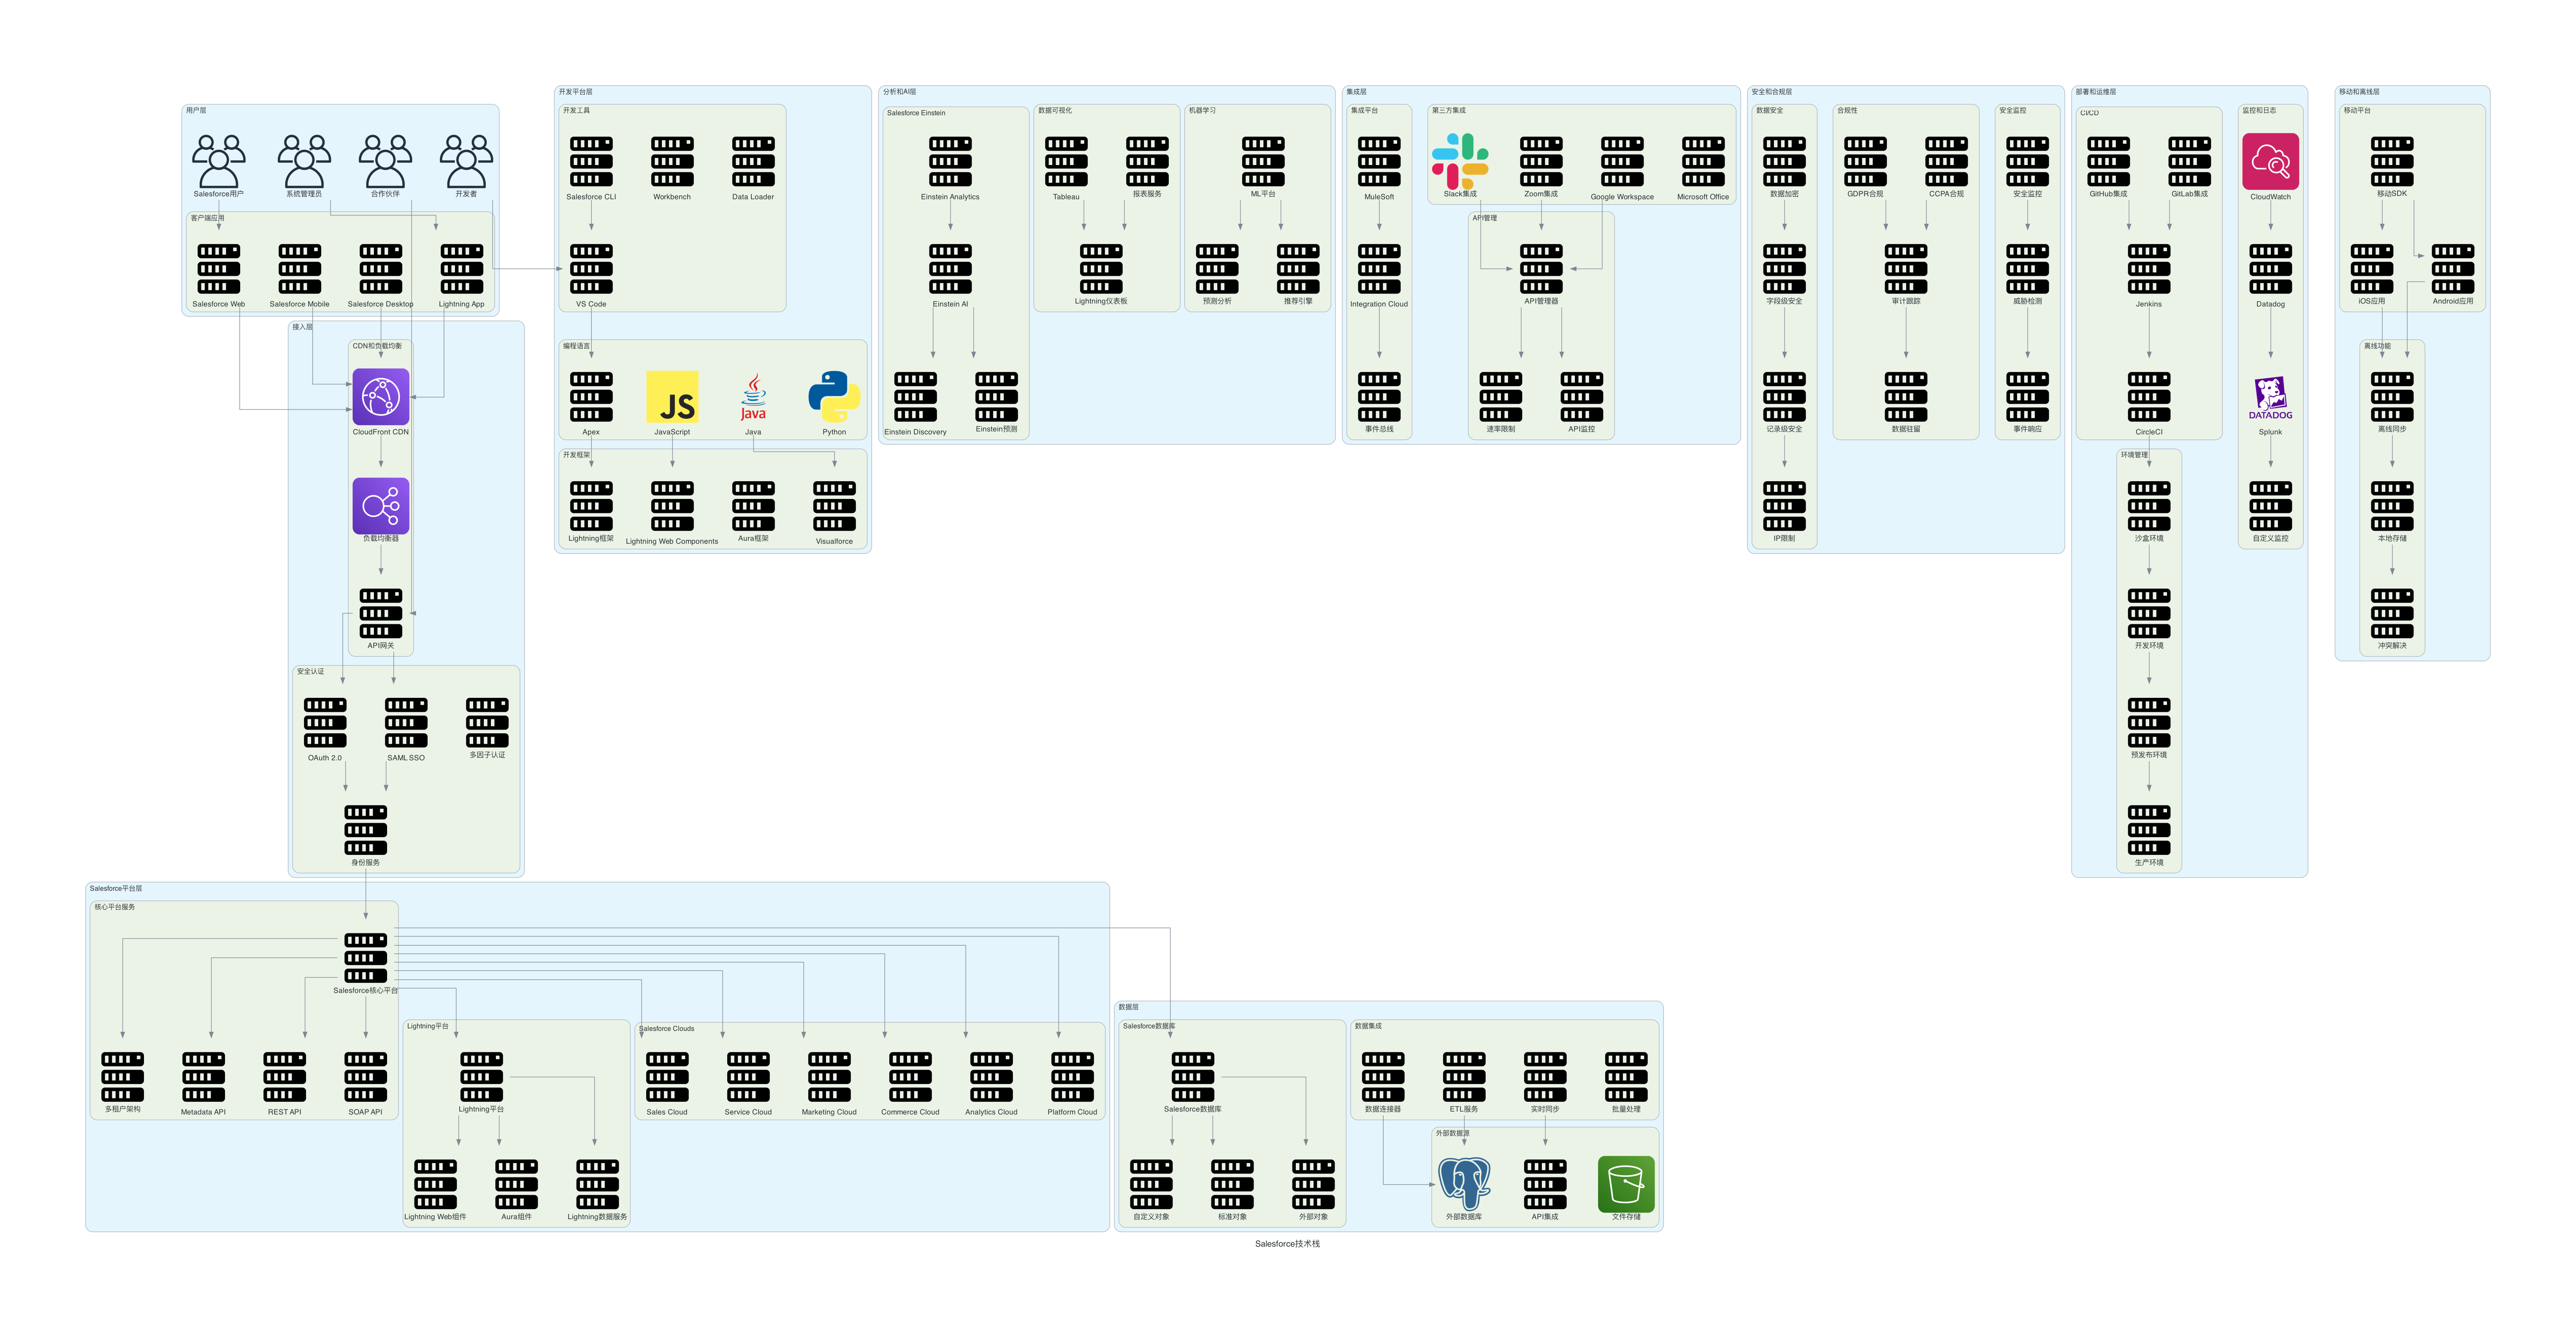 用户层
Salesforce用户
系统管理员
合作伙伴
开发者
客户端应用
Salesforce Web
Salesforce Mobile
Salesforce Desktop
Lightning App
接入层
CDN和负载均衡
CloudFront CDN
负载均衡器
API网关
安全认证
OAuth 2.0
SAML SSO
多因子认证
身份服务
开发平台层
开发工具
Salesforce CLI
Workbench
Data Loader
VS Code
编程语言
JS
Java
Apex
JavaScript
Java
Python
开发框架
Lightning框架
Lightning Web Components
Aura框架
Visualforce
分析和AI层
Salesforce Einstein
Einstein Analytics
Einstein AI
Einstein Discovery
Einstein预测
数据可视化
Tableau
报表服务
Lightning仪表板
机器学习
ML平台
预测分析
推荐引擎
集成层
集成平台
MuleSoft
Integration Cloud
事件总线
第三方集成
Slack集成
Zoom集成
Google Workspace
Microsoft Office
API管理
API管理器
速率限制
API监控
安全和合规层
数据安全
数据加密
字段级安全
记录级安全
IP限制
合规性
GDPR合规
CCPA合规
审计跟踪
数据驻留
安全监控
安全监控
威胁检测
事件响应
部署和运维层
CI/CD
GitHub集成
GitLab集成
Jenkins
CircleCI
环境管理
沙盒环境
开发环境
预发布环境
生产环境
监控和日志
CloudWatch
Datadog
DATADOG
Splunk
自定义监控
移动和离线层
移动平台
移动SDK
iOS应用
Android应用
离线功能
离线同步
本地存储
冲突解决
Salesforce平台层
核心平台服务
Salesforce核心平台
多租户架构
Metadata API
REST API
SOAP API
Lightning平台
Lightning平台
Lightning Web组件
Aura组件
Lightning数据服务
Salesforce Clouds
Sales Cloud
Service Cloud
Marketing Cloud
Commerce Cloud
Analytics Cloud
Platform Cloud
数据层
Salesforce数据库
Salesforce数据库
自定义对象
标准对象
外部对象
数据集成
数据连接器
ETL服务
实时同步
批量处理
外部数据源
外部数据库
API集成
文件存储
Salesforce技术栈